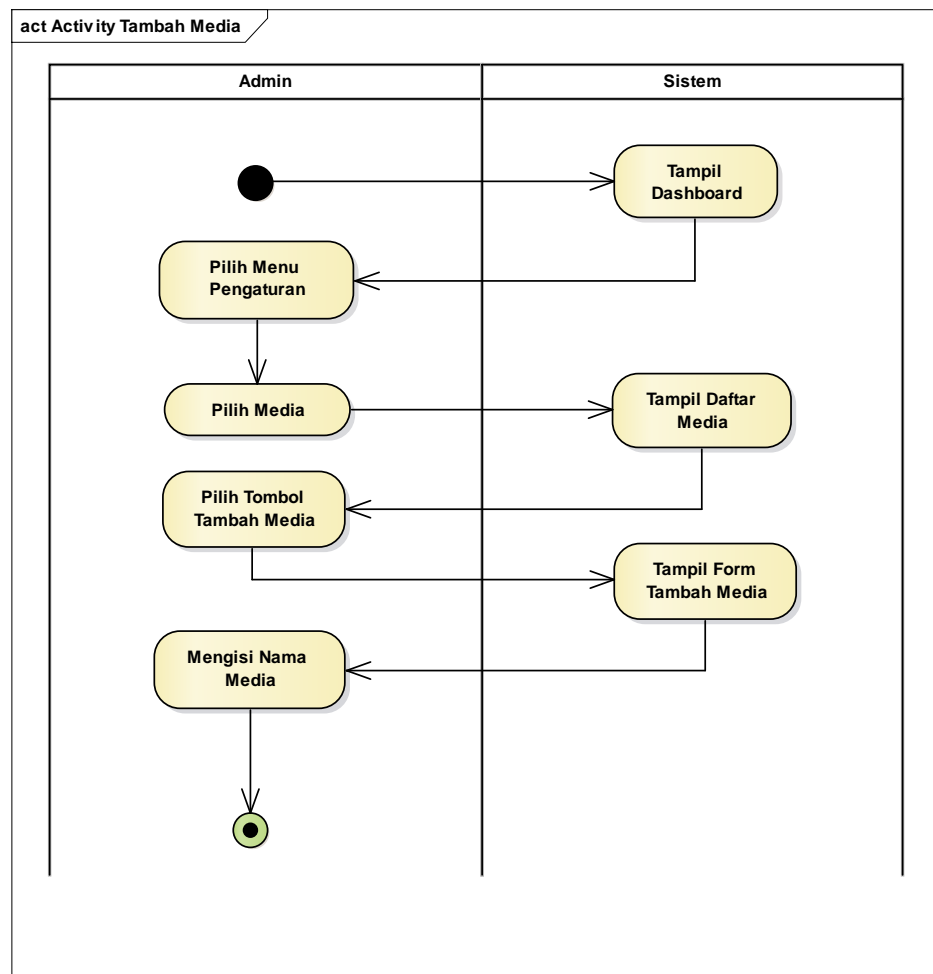 act Activity Tambah Media
Admin
Sistem
Tampil
Dashboard
Pilih Menu
Pengaturan
Pilih Media
Tampil Daftar
Media
Pilih Tombol
Tambah Media
Tampil Form
Tambah Media
Mengisi Nama
Media